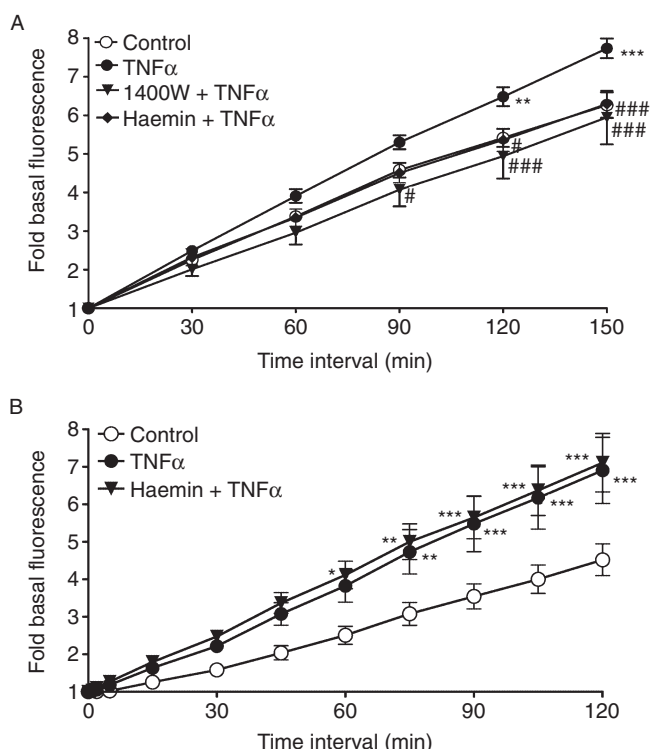 A
Control
TNFα
1400W + TNFα
Haemin + TNFα
Fold basal fluorescence
8
7
6
5
4
3
2
1
***
**
###
###
#
###
#
0 30 60 90 120 150
Time interval (min)
B
Control
TNFα
Haemin + TNFα
Fold basal fluorescence
8
7
6
5
4
3
2
1
***
***
***
***
***
***
**
**
*
0 30 60 90 120
Time interval (min)